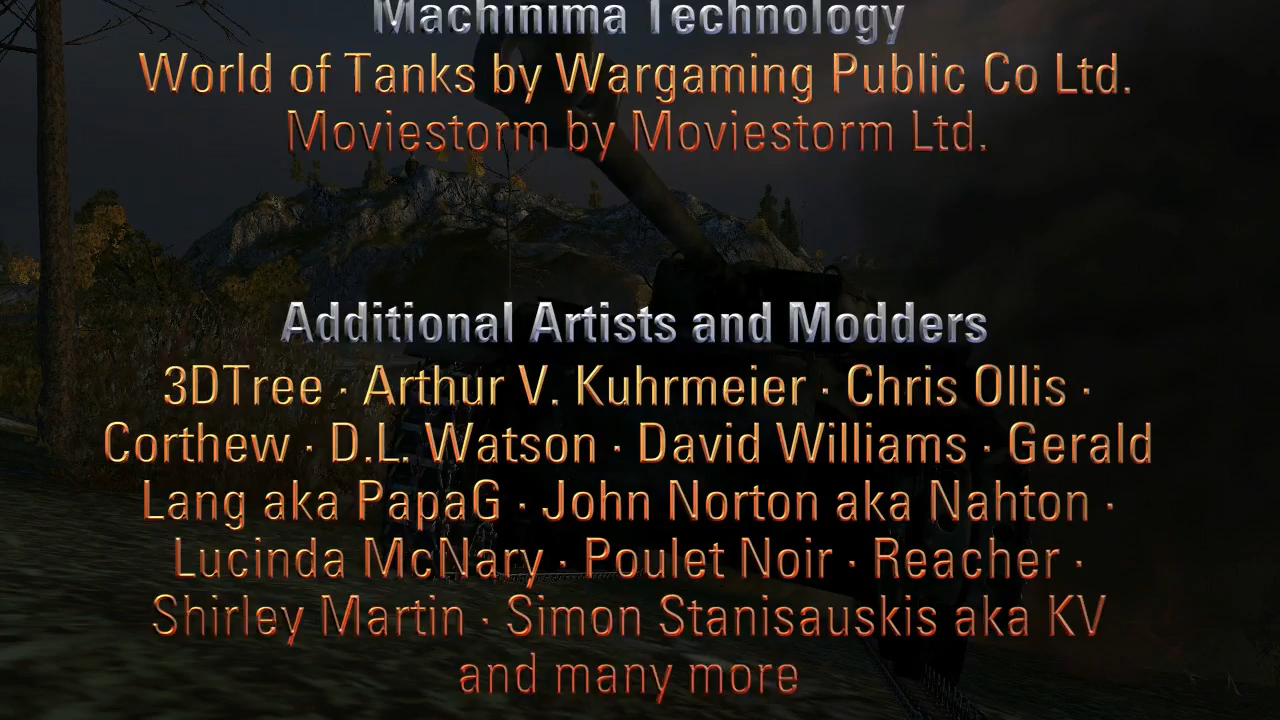 Machinima Technology
World of Tanks by Wargaming Public Co Ltd.
Moviestorm by Moviestorm Ltd.
Additional Artists and Modders
3DTree · Arthur V. Kuhrmeier · Chris Ollis ·
Corthew · D.L. Watson · David Williams · Gerald
Lang aka PapaG · John Norton aka Nahton ·
Lucinda McNary · Poulet Noir · Reacher ·
Shirley Martin · Simon Stanisauskis aka KV
and many more